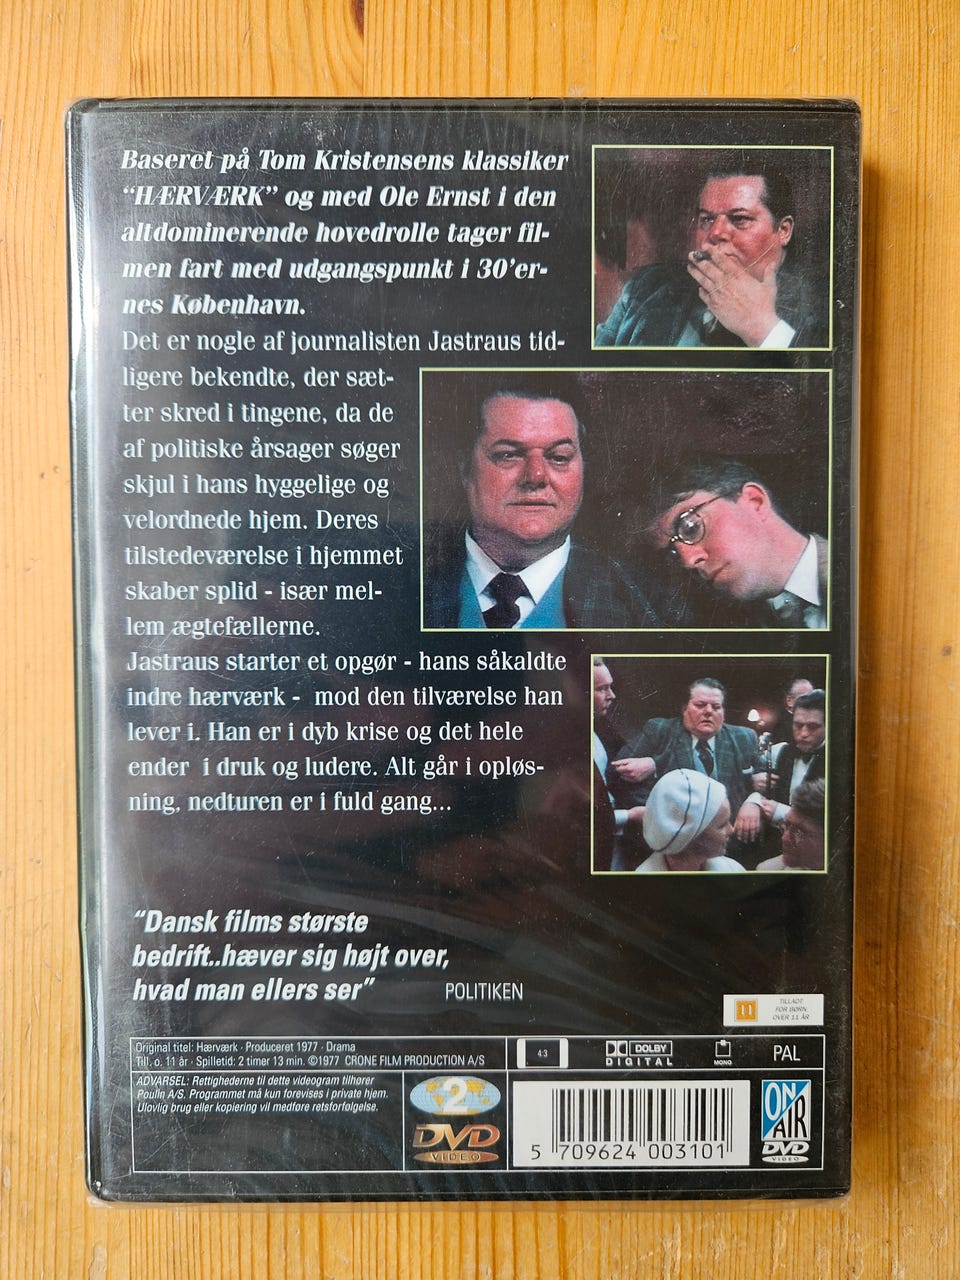 Baseret på Tom Kristensens klassiker
“HÆRVÆRK” og med Ole Ernst i den
altdominerende hovedrolle tager fil-
men fart med udgangspunkt i 30’er-
nes København.
Det er nogle af journalisten Jastraus tid-
ligere bekendte, der sæt-
ter skred i tingene, da de
af politiske årsager søger
skjul i hans hyggelige og
velordnede hjem. Deres
tilstedeværelse i hjemmet
skaber splid - især mel-
lem ægtefællerne.
Jastraus starter et opgør - hans såkaldte
indre hærværk - mod den tilværelse han
lever i. Han er i dyb krise og det hele
ender i druk og ludere. Alt går i opløs-
ning, nedturen er i fuld gang...
“Dansk films største
bedrift..hæver sig højt over,
hvad man ellers ser” POLITIKEN
11
TILLADT
FOR BØRN
OVER 11 ÅR
Original titel: Hærværk · Produceret 1977 · Drama
Till. o. 11 år · Spilletid: 2 timer 13 min. ©1977 CRONE FILM PRODUCTION A/S
4:3
DOLBY
DIGITAL
MONO
PAL
ADVARSEL: Rettighederne til dette videogram tilhører
Poulin A/S. Programmet må kun forevises i private hjem.
Ulovlig brug eller kopiering vil medføre retsforfølgelse.
2
DVD
VIDEO
5 709624 003101
ON
AIR
DVD
VIDEO